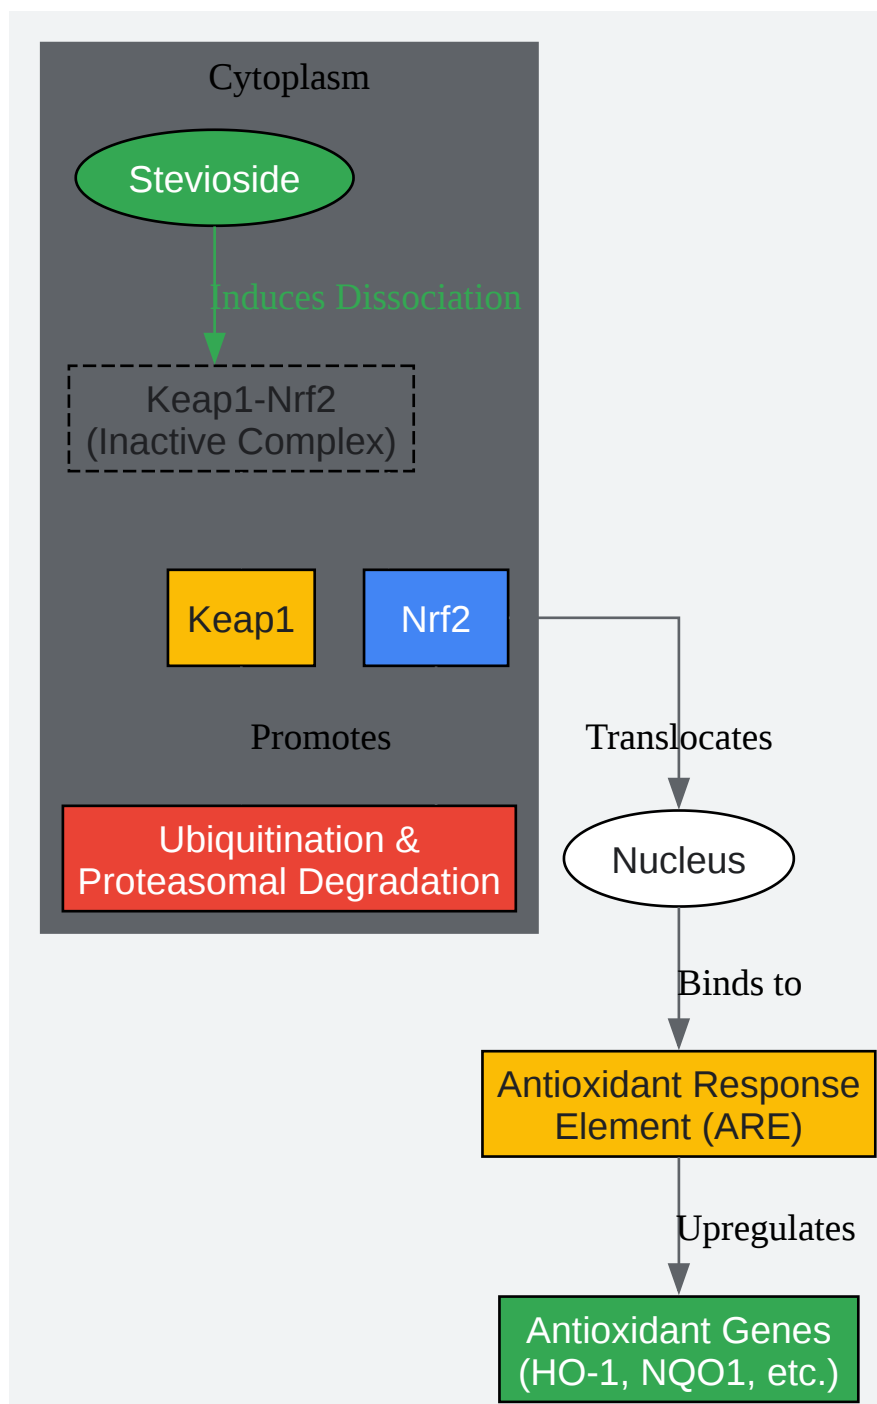 Cytoplasm
Stevioside
Induces Dissociation
Keap1-Nrf2
(Inactive Complex)
Keap1
Nrf2
Promotes
Translocates
Ubiquitination &
Proteasomal Degradation
Nucleus
Binds to
Antioxidant Response
Element (ARE)
Upregulates
Antioxidant Genes
(HO-1, NQO1, etc.)